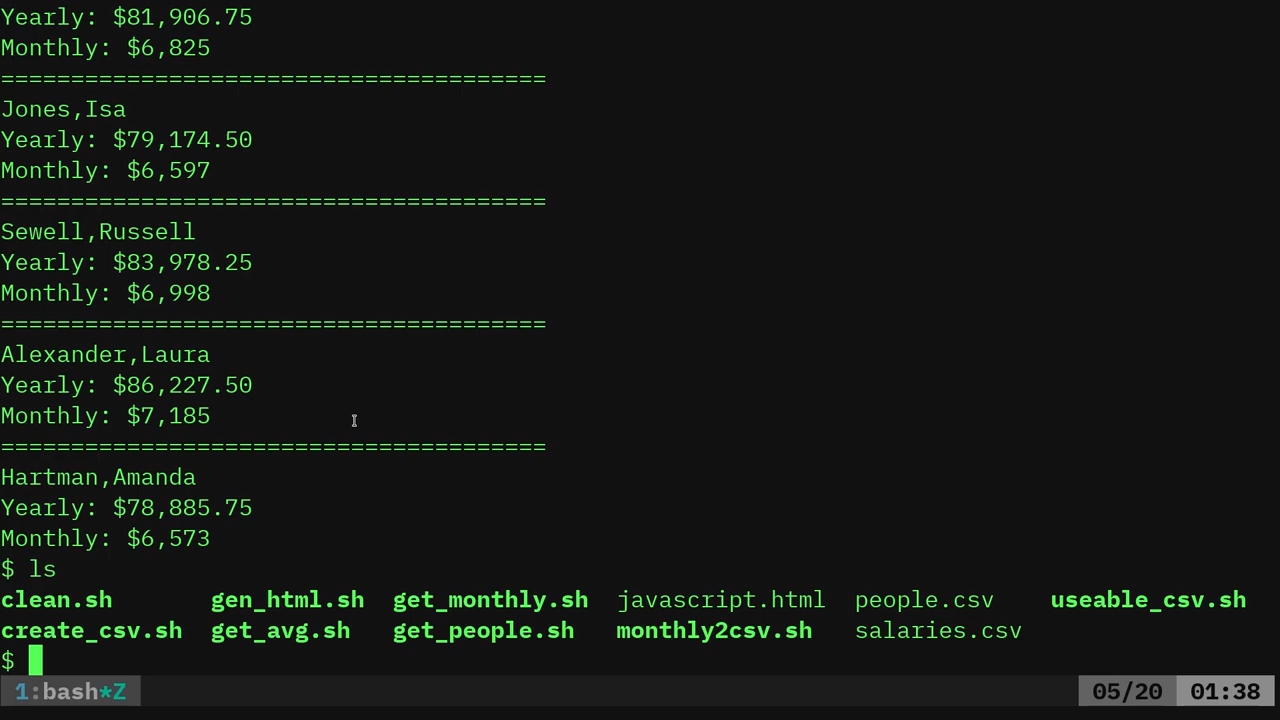 Yearly: $81,906.75
Monthly: $6,825
=======================================
Jones,Isa
Yearly: $79,174.50
Monthly: $6,597
=======================================
Sewell,Russell
Yearly: $83,978.25
Monthly: $6,998
=======================================
Alexander,Laura
Yearly: $86,227.50
Monthly: $7,185
=======================================
Hartman,Amanda
Yearly: $78,885.75
Monthly: $6,573
$ ls
clean.sh       gen_html.sh  get_monthly.sh  javascript.html  people.csv    useable_csv.sh
create_csv.sh  get_avg.sh   get_people.sh   monthly2csv.sh   salaries.csv
$
1:bash*Z 05/20 01:38